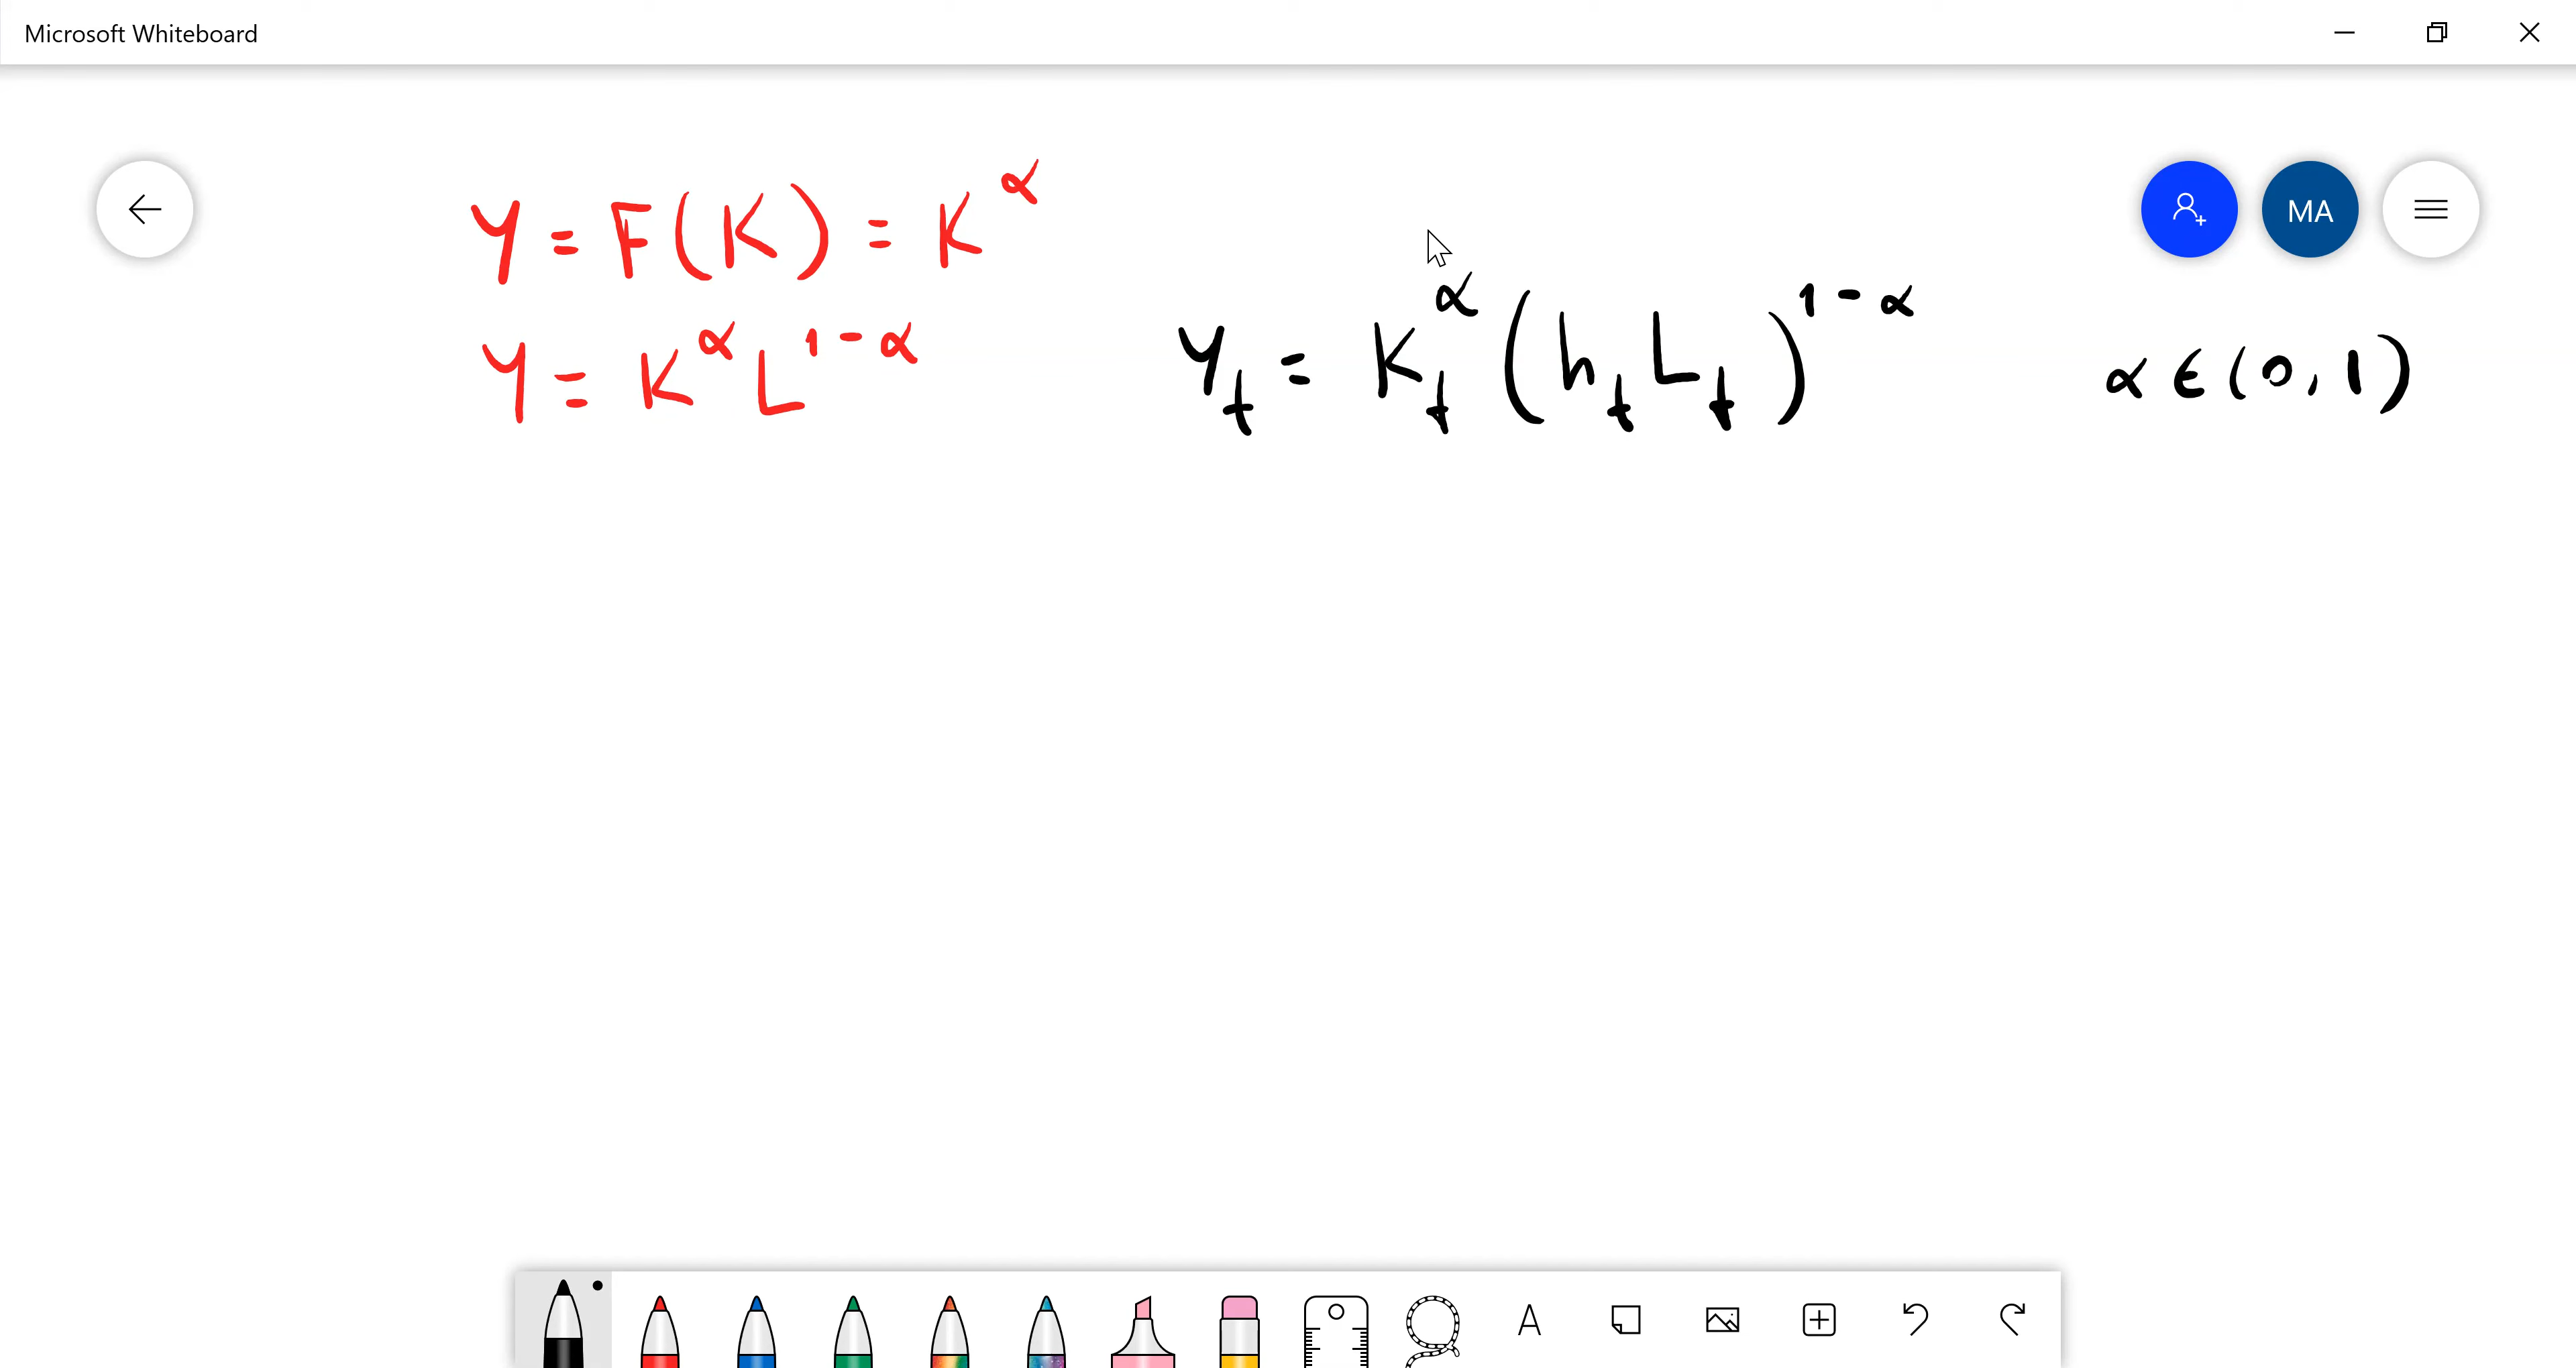 Microsoft Whiteboard
MA
Y = F(K) = K^α
Y = K^α L^{1-α}
Y_t = K_t^α (h_t L_t)^{1-α}
α ∈ (0, 1)
A